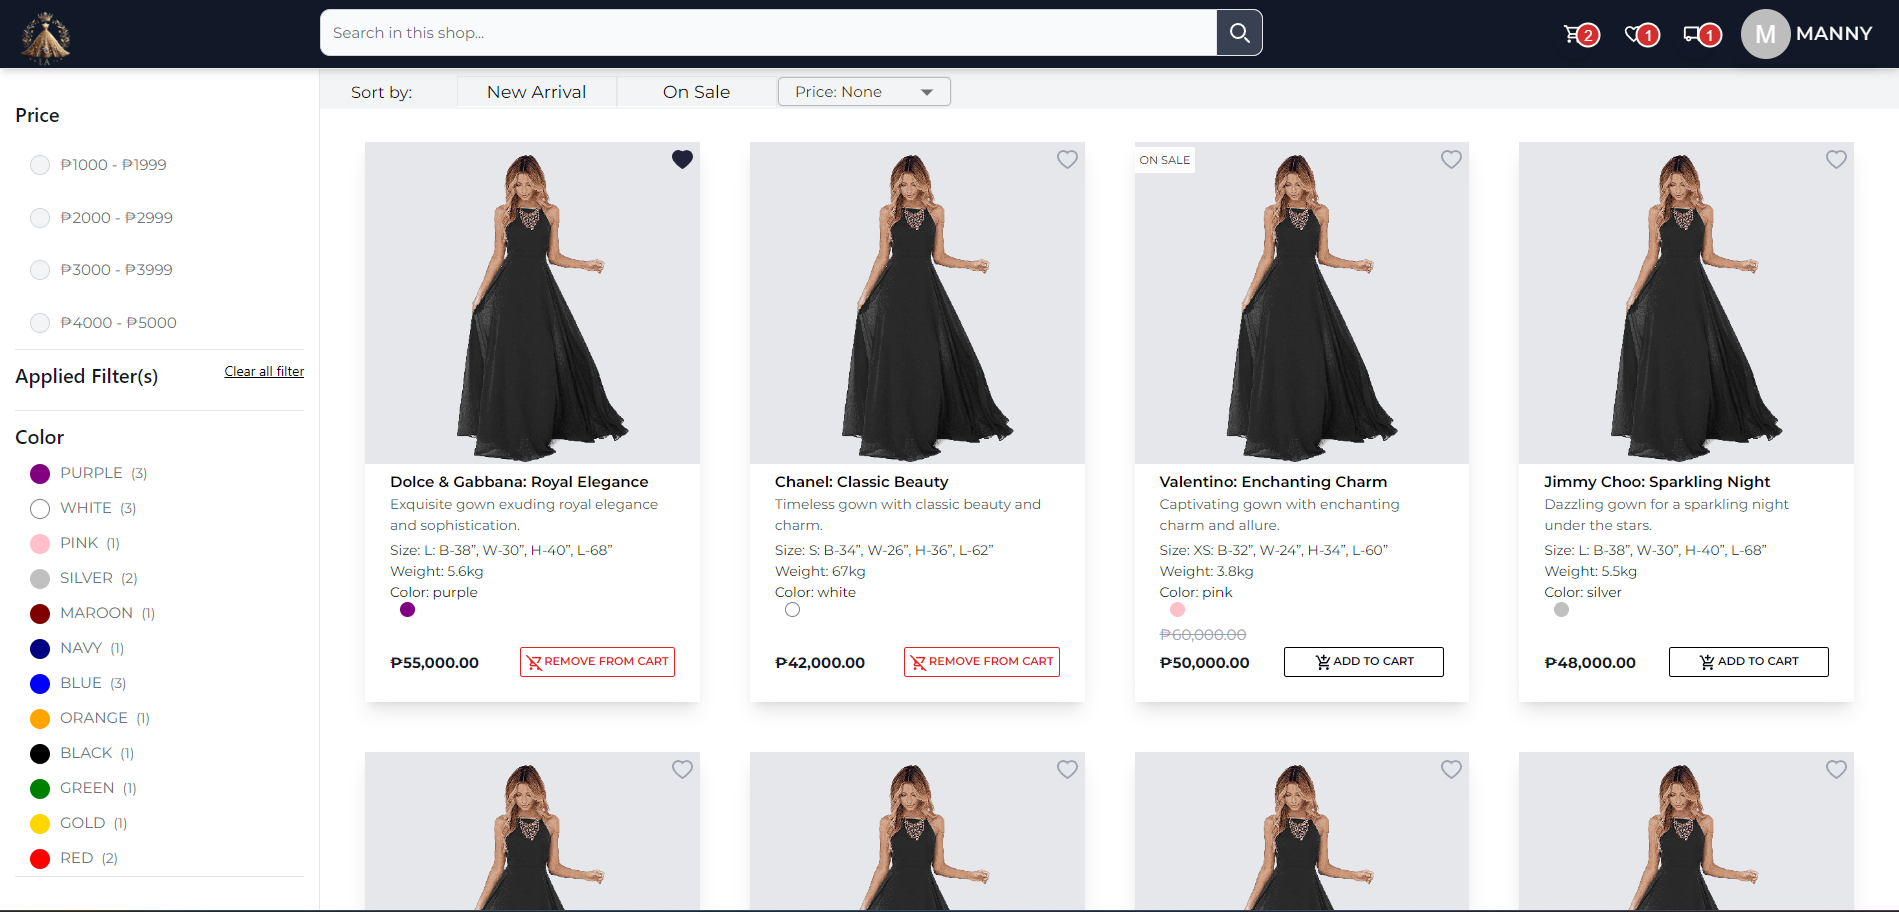 Search in this shop...
2
1
1
M
MANNY
Sort by:
New Arrival
On Sale
Price: None
Price
₱1000 - ₱1999
₱2000 - ₱2999
₱3000 - ₱3999
₱4000 - ₱5000
Applied Filter(s)
Clear all filter
Color
PURPLE (3)
WHITE (3)
PINK (1)
SILVER (2)
MAROON (1)
NAVY (1)
BLUE (3)
ORANGE (1)
BLACK (1)
GREEN (1)
GOLD (1)
RED (2)
Dolce & Gabbana: Royal Elegance
Exquisite gown exuding royal elegance
and sophistication.
Size: L: B-38”, W-30”, H-40”, L-68”
Weight: 5.6kg
Color: purple
₱55,000.00
REMOVE FROM CART
Chanel: Classic Beauty
Timeless gown with classic beauty and
charm.
Size: S: B-34”, W-26”, H-36”, L-62”
Weight: 67kg
Color: white
₱42,000.00
REMOVE FROM CART
ON SALE
Valentino: Enchanting Charm
Captivating gown with enchanting
charm and allure.
Size: XS: B-32”, W-24”, H-34”, L-60”
Weight: 3.8kg
Color: pink
₱60,000.00
₱50,000.00
ADD TO CART
Jimmy Choo: Sparkling Night
Dazzling gown for a sparkling night
under the stars.
Size: L: B-38”, W-30”, H-40”, L-68”
Weight: 5.5kg
Color: silver
₱48,000.00
ADD TO CART